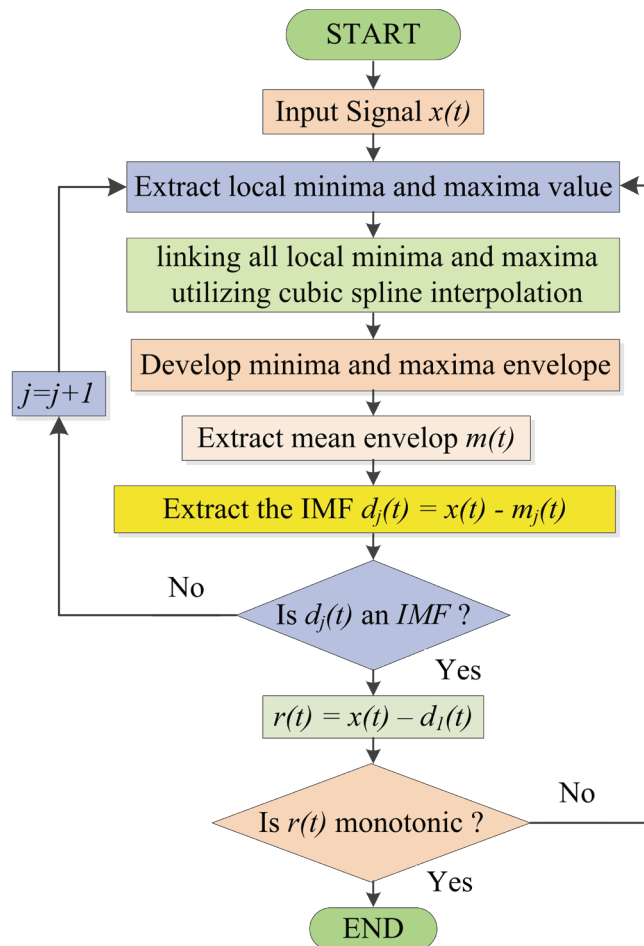 START
Input Signal x(t)
Extract local minima and maxima value
linking all local minima and maxima
utilizing cubic spline interpolation
Develop minima and maxima envelope
j=j+1
Extract mean envelop m(t)
Extract the IMF dⱼ(t) = x(t) - mⱼ(t)
No
Is dⱼ(t) an IMF ?
Yes
r(t) = x(t) – d₁(t)
Is r(t) monotonic ?
No
Yes
END